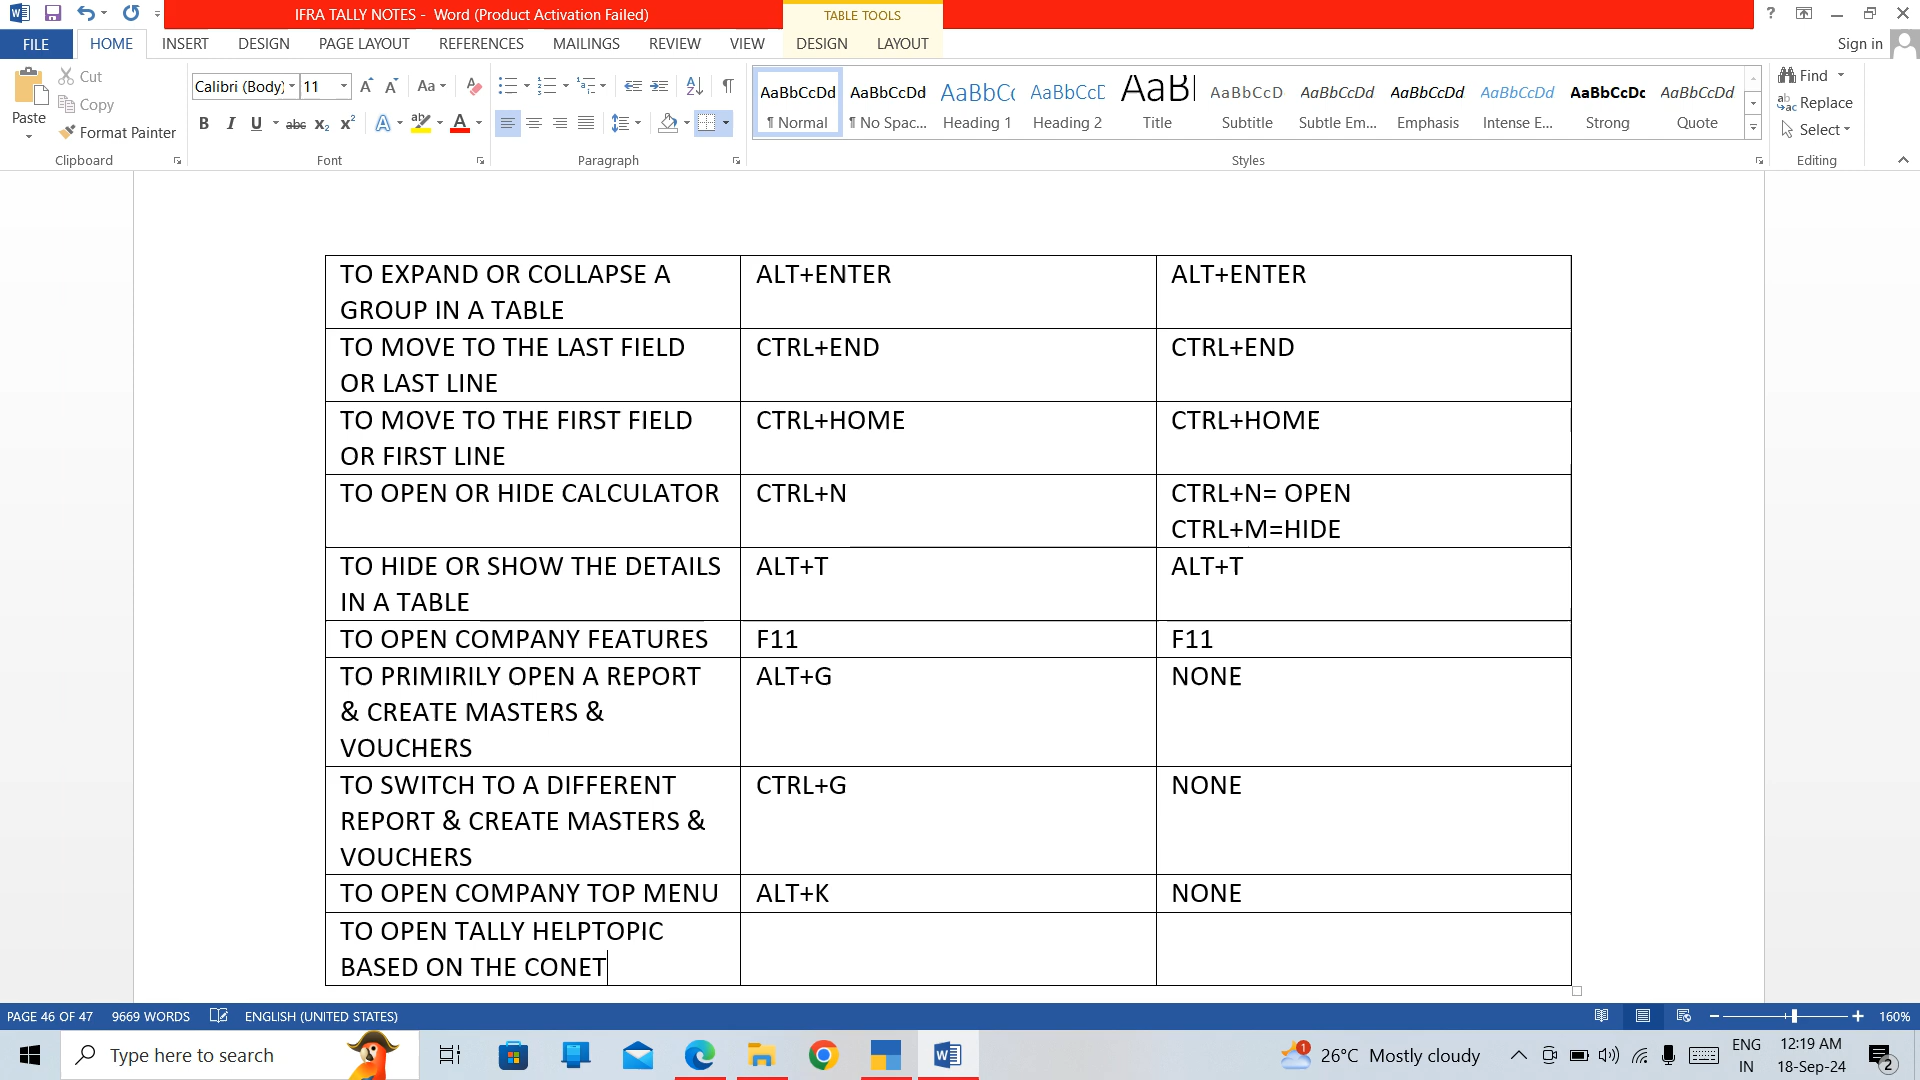 IFRA TALLY NOTES - Word (Product Activation Failed)
TABLE TOOLS
?
FILE HOME INSERT DESIGN PAGE LAYOUT REFERENCES MAILINGS REVIEW VIEW DESIGN LAYOUT Sign in
Paste
Cut
Copy
Format Painter
Clipboard
Calibri (Body) 11
Font
Paragraph
AaBbCcDd AaBbCcDd AaBbCc AaBbCcD AaBl AaBbCcD AaBbCcDd AaBbCcDd AaBbCcDd AaBbCcDc AaBbCcDd
¶ Normal ¶ No Spac... Heading 1 Heading 2 Title Subtitle Subtle Em... Emphasis Intense E... Strong Quote
Styles
Find
Replace
Select
Editing
TO EXPAND OR COLLAPSE A
GROUP IN A TABLE
ALT+ENTER
ALT+ENTER
TO MOVE TO THE LAST FIELD
OR LAST LINE
CTRL+END
CTRL+END
TO MOVE TO THE FIRST FIELD
OR FIRST LINE
CTRL+HOME
CTRL+HOME
TO OPEN OR HIDE CALCULATOR
CTRL+N
CTRL+N= OPEN
CTRL+M=HIDE
TO HIDE OR SHOW THE DETAILS
IN A TABLE
ALT+T
ALT+T
TO OPEN COMPANY FEATURES
F11
F11
TO PRIMIRILY OPEN A REPORT
& CREATE MASTERS &
VOUCHERS
ALT+G
NONE
TO SWITCH TO A DIFFERENT
REPORT & CREATE MASTERS &
VOUCHERS
CTRL+G
NONE
TO OPEN COMPANY TOP MENU
ALT+K
NONE
TO OPEN TALLY HELPTOPIC
BASED ON THE CONET
PAGE 46 OF 47 9669 WORDS ENGLISH (UNITED STATES) 160%
Type here to search
1
26°C Mostly cloudy
ENG
IN
12:19 AM
18-Sep-24
2